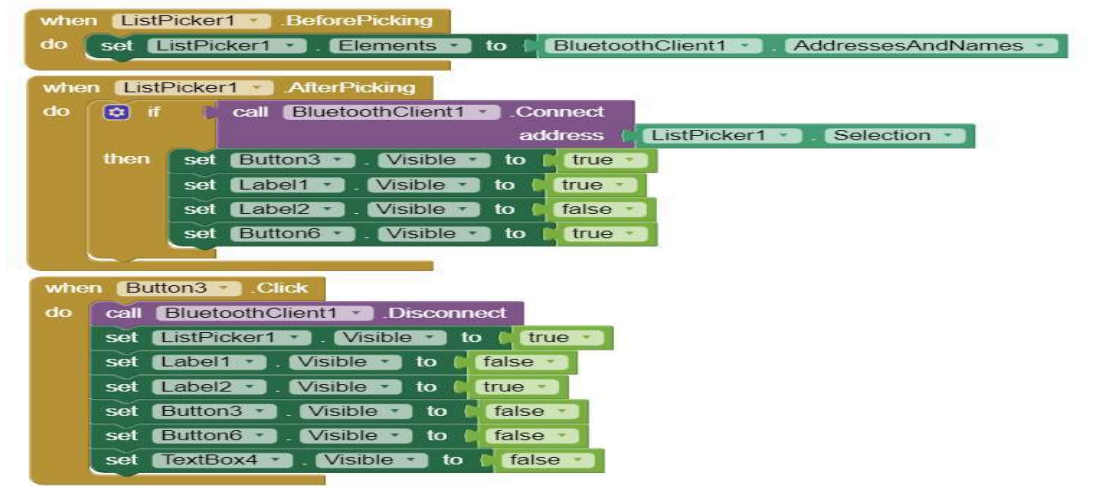 when ListPicker1 .BeforePicking
do set ListPicker1 . Elements to BluetoothClient1 . AddressesAndNames
when ListPicker1 .AfterPicking
do if call BluetoothClient1 .Connect
address ListPicker1 . Selection
then set Button3 . Visible to true
set Label1 . Visible to true
set Label2 . Visible to false
set Button6 . Visible to true
when Button3 .Click
do call BluetoothClient1 .Disconnect
set ListPicker1 . Visible to true
set Label1 . Visible to false
set Label2 . Visible to true
set Button3 . Visible to false
set Button6 . Visible to false
set TextBox4 . Visible to false